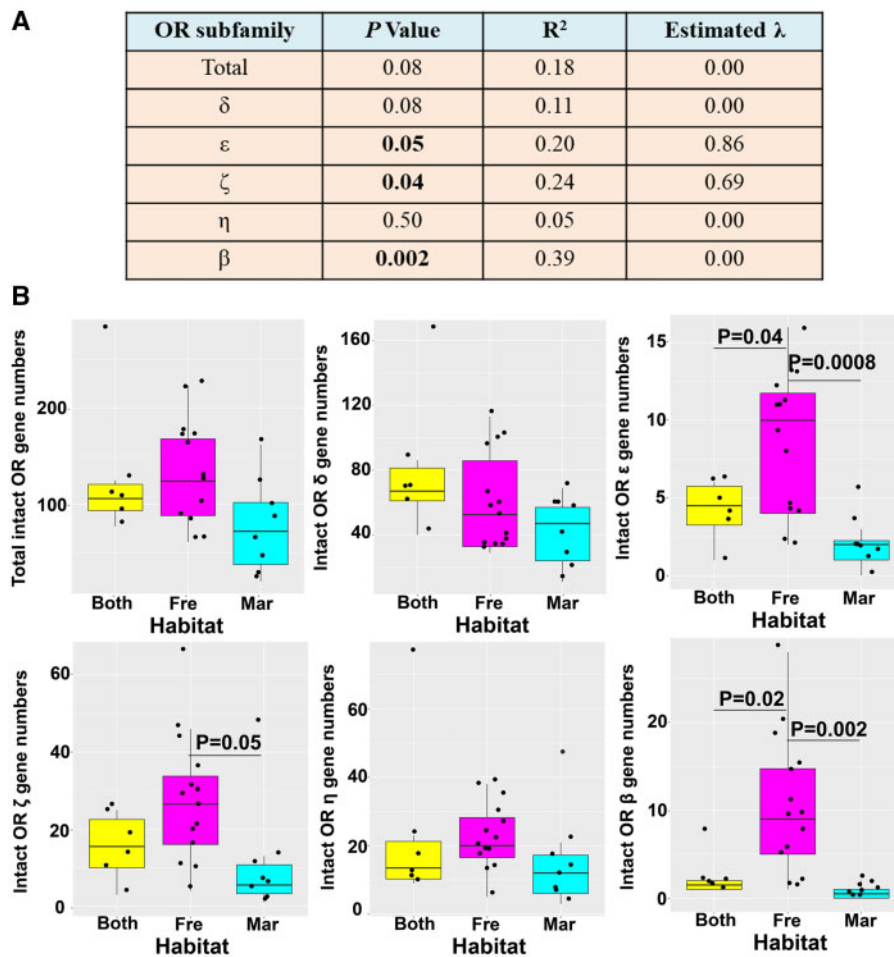 A
OR subfamily P Value R² Estimated λ
Total 0.08 0.18 0.00
δ 0.08 0.11 0.00
ε 0.05 0.20 0.86
ζ 0.04 0.24 0.69
η 0.50 0.05 0.00
β 0.002 0.39 0.00
B
Total intact OR gene numbers
200
100
Both Fre Mar
Habitat
Intact OR δ gene numbers
160
120
80
40
Both Fre Mar
Habitat
Intact OR ε gene numbers
15
10
5
0
P=0.04
P=0.0008
Both Fre Mar
Habitat
Intact OR ζ gene numbers
60
40
20
0
P=0.05
Both Fre Mar
Habitat
Intact OR η gene numbers
80
60
40
20
0
Both Fre Mar
Habitat
Intact OR β gene numbers
20
10
0
P=0.02
P=0.002
Both Fre Mar
Habitat